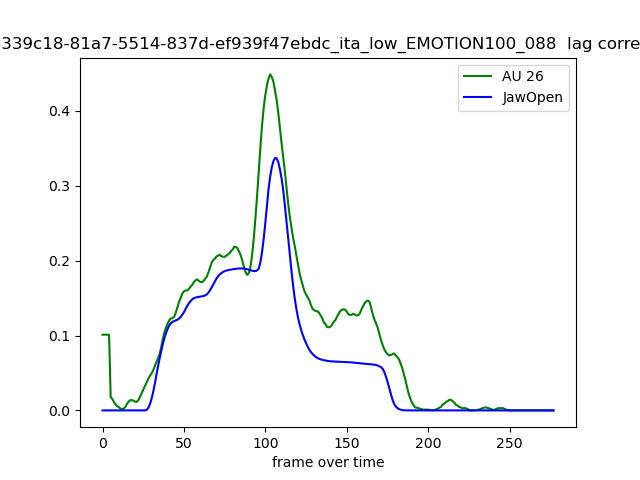 339c18-81a7-5514-837d-ef939f47ebdc_ita_low_EMOTION100_088  lag corre
AU 26
JawOpen
0.4
0.3
0.2
0.1
0.0
0 50 100 150 200 250
frame over time